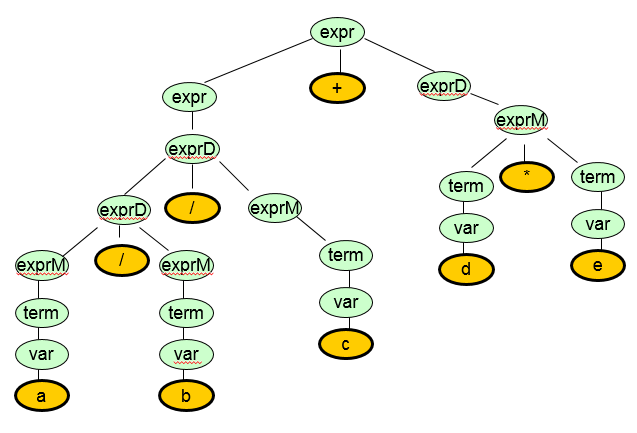 expr
expr + exprD
exprD exprM
exprD / exprM term * term
exprM / exprM term var var
term term var d e
var var c
a b